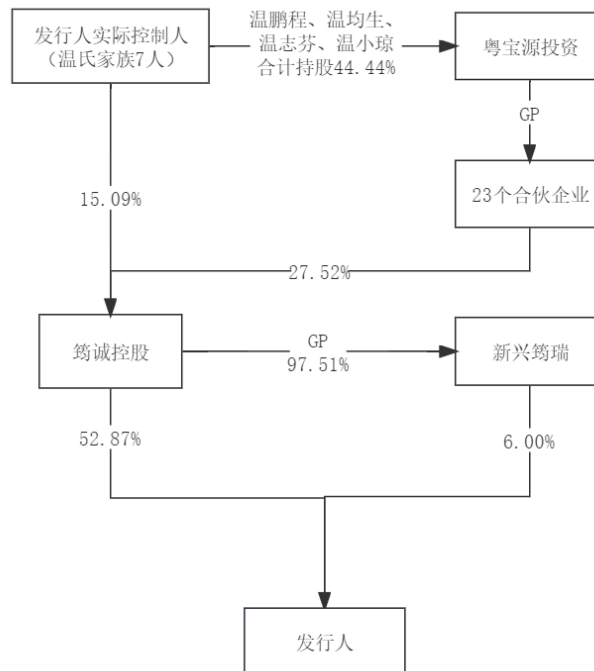 发行人实际控制人
（温氏家族7人）
温鹏程、温均生、
温志芬、温小琼
合计持股44.44%
粤宝源投资
GP
15.09%
23个合伙企业
27.52%
筠诚控股
GP
97.51%
新兴筠瑞
52.87%
6.00%
发行人